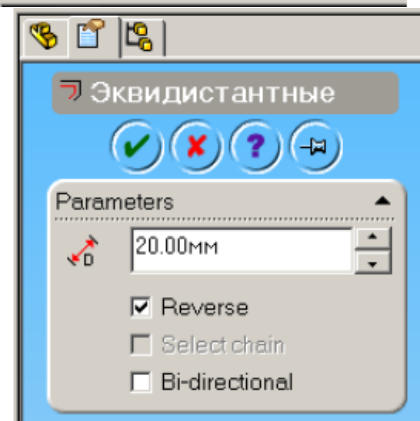 Эквидистантные
?
Parameters
D
20.00мм
Reverse
Select chain
Bi-directional